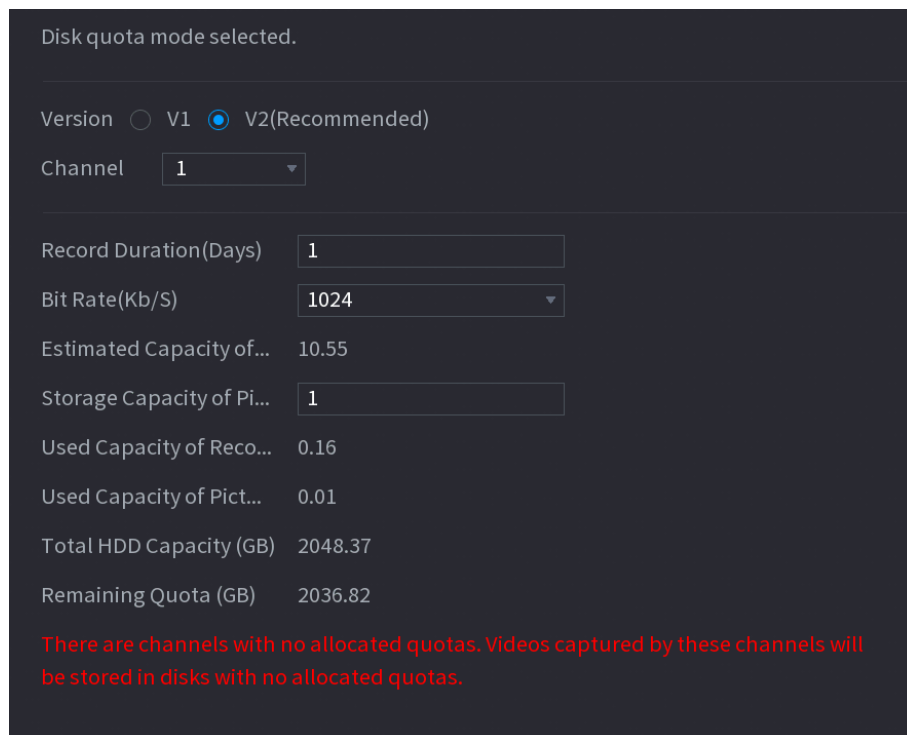 Disk quota mode selected.
Version V1 V2(Recommended)
Channel 1
Record Duration(Days) 1
Bit Rate(Kb/S) 1024
Estimated Capacity of... 10.55
Storage Capacity of Pi... 1
Used Capacity of Reco... 0.16
Used Capacity of Pict... 0.01
Total HDD Capacity (GB) 2048.37
Remaining Quota (GB) 2036.82
There are channels with no allocated quotas. Videos captured by these channels will
be stored in disks with no allocated quotas.